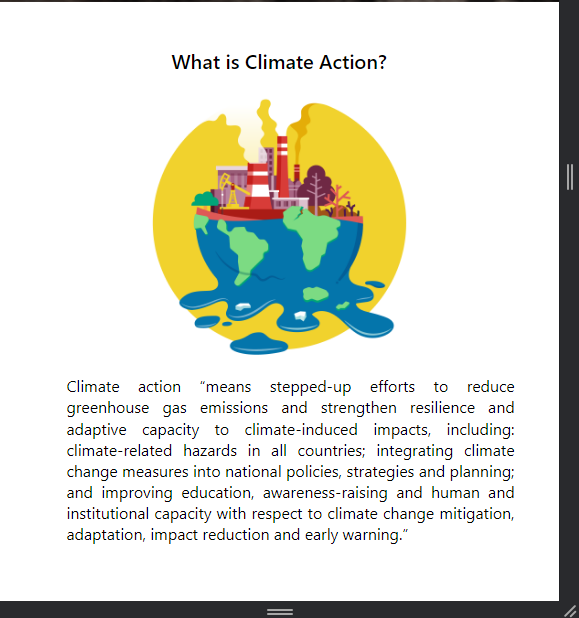 What is Climate Action?
Climate action “means stepped-up efforts to reduce
greenhouse gas emissions and strengthen resilience and
adaptive capacity to climate-induced impacts, including:
climate-related hazards in all countries; integrating climate
change measures into national policies, strategies and planning;
and improving education, awareness-raising and human and
institutional capacity with respect to climate change mitigation,
adaptation, impact reduction and early warning.”